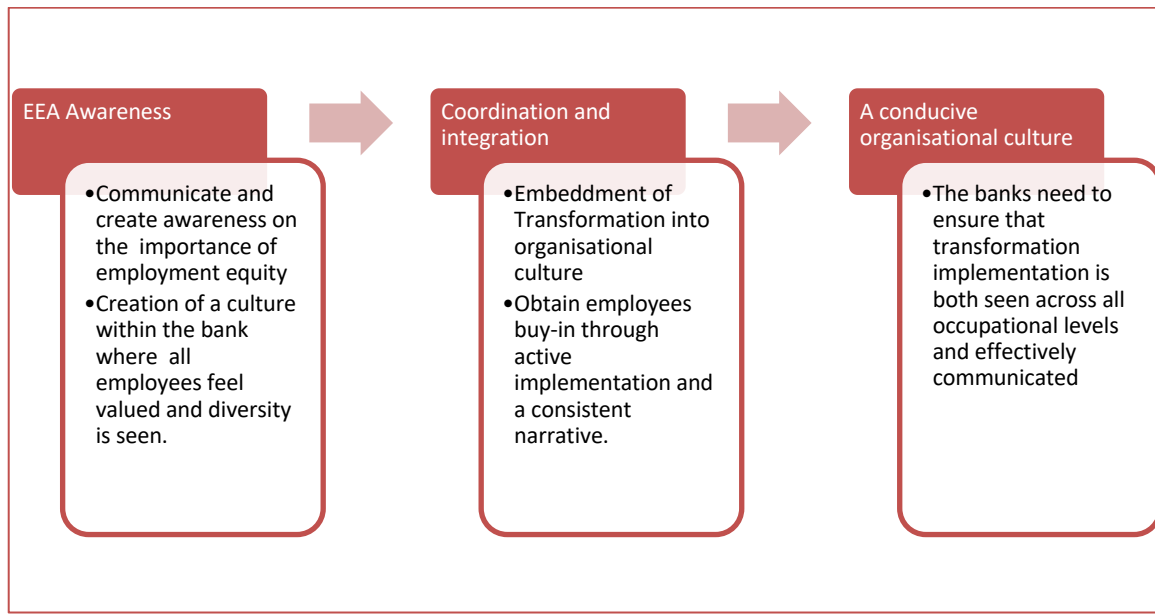 EEA Awareness
•Communicate and
create awareness on
the importance of
employment equity
•Creation of a culture
within the bank
where all
employees feel
valued and diversity
is seen.
Coordination and
integration
•Embeddment of
Transformation into
organisational
culture
•Obtain employees
buy-in through
active
implementation and
a consistent
narrative.
A conducive
organisational culture
•The banks need to
ensure that
transformation
implementation is
both seen across all
occupational levels
and effectively
communicated